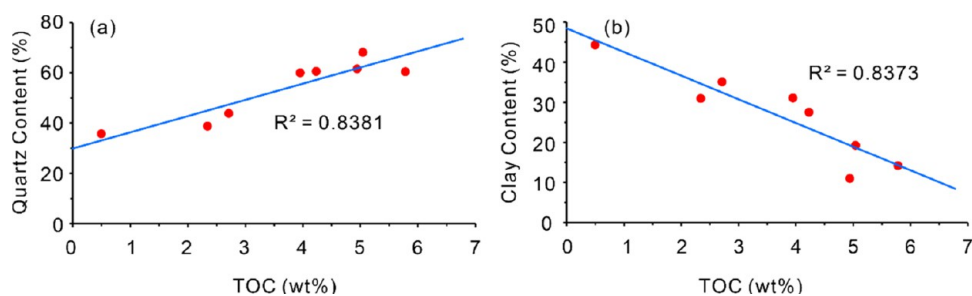 (a)
Quartz Content (%)
80
60
40
20
0
0 1 2 3 4 5 6 7
TOC (wt%)
R² = 0.8381
(b)
Clay Content (%)
50
40
30
20
10
0
0 1 2 3 4 5 6 7
TOC (wt%)
R² = 0.8373